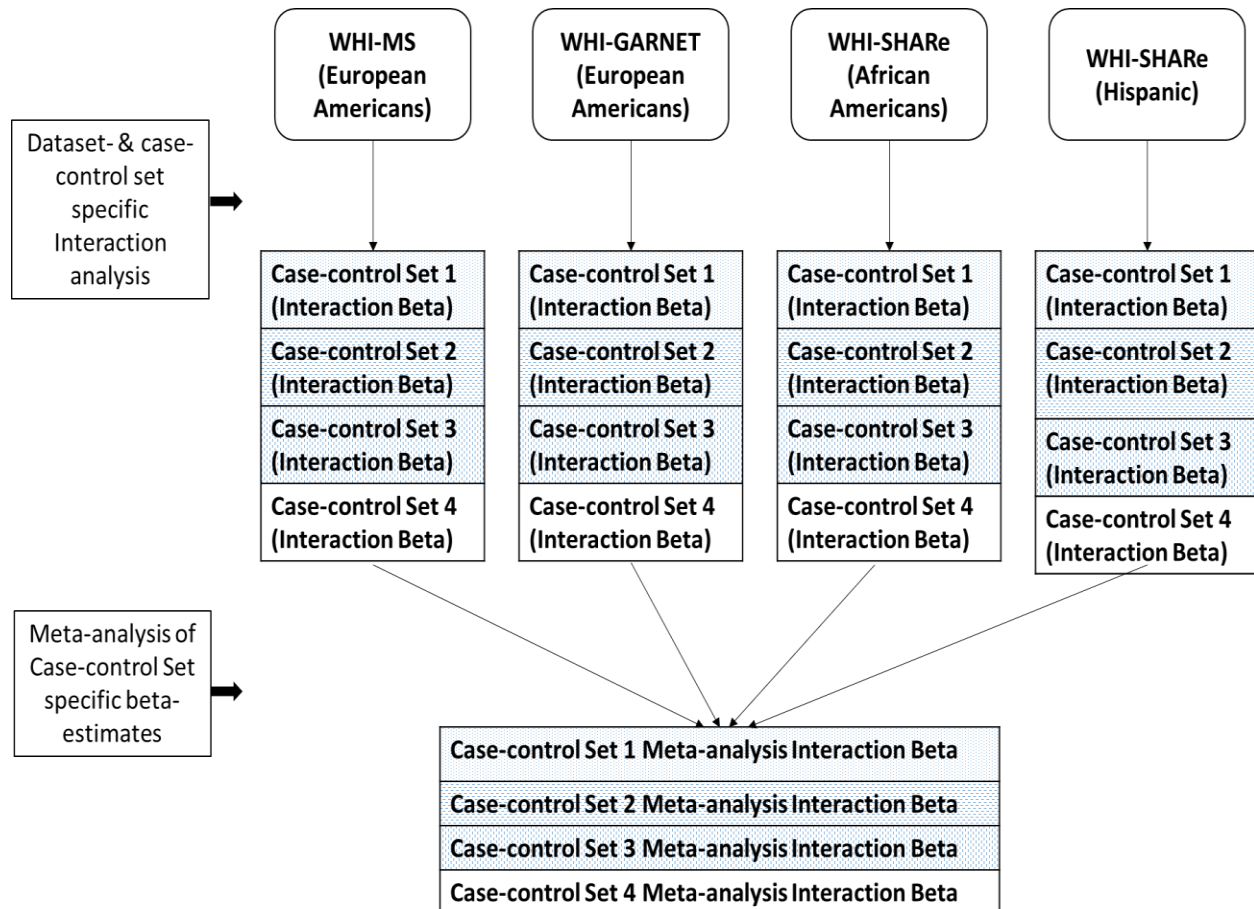 WHI-MS
(European
Americans)
WHI-GARNET
(European
Americans)
WHI-SHARe
(African
Americans)
WHI-SHARe
(Hispanic)
Dataset- & case-
control set
specific
Interaction
analysis
Case-control Set 1
(Interaction Beta)
Case-control Set 2
(Interaction Beta)
Case-control Set 3
(Interaction Beta)
Case-control Set 4
(Interaction Beta)
Case-control Set 1
(Interaction Beta)
Case-control Set 2
(Interaction Beta)
Case-control Set 3
(Interaction Beta)
Case-control Set 4
(Interaction Beta)
Case-control Set 1
(Interaction Beta)
Case-control Set 2
(Interaction Beta)
Case-control Set 3
(Interaction Beta)
Case-control Set 4
(Interaction Beta)
Case-control Set 1
(Interaction Beta)
Case-control Set 2
(Interaction Beta)
Case-control Set 3
(Interaction Beta)
Case-control Set 4
(Interaction Beta)
Meta-analysis of
Case-control Set
specific beta-
estimates
Case-control Set 1 Meta-analysis Interaction Beta
Case-control Set 2 Meta-analysis Interaction Beta
Case-control Set 3 Meta-analysis Interaction Beta
Case-control Set 4 Meta-analysis Interaction Beta